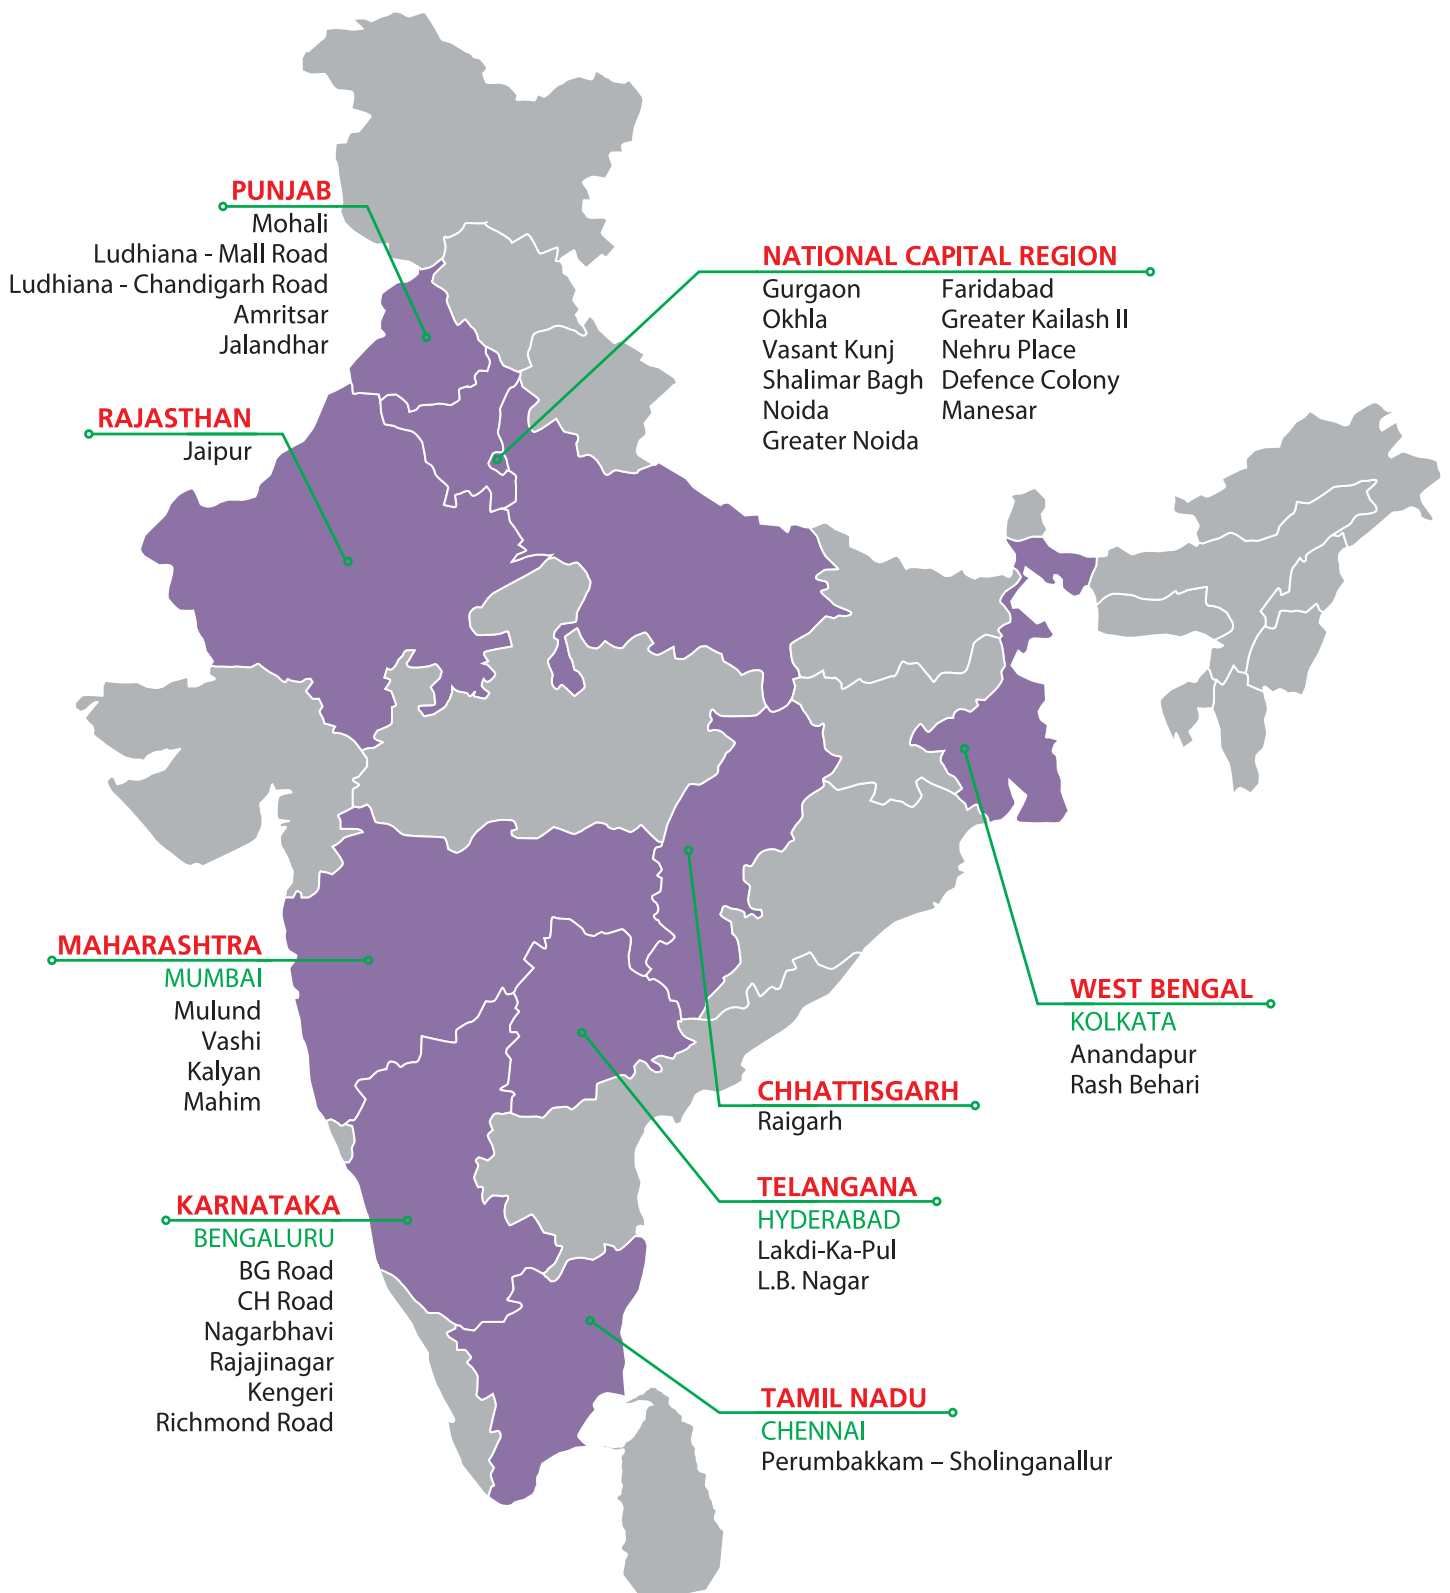 PUNJAB
Mohali
Ludhiana - Mall Road
Ludhiana - Chandigarh Road
Amritsar
Jalandhar
NATIONAL CAPITAL REGION
Gurgaon
Okhla
Vasant Kunj
Shalimar Bagh
Noida
Greater Noida
Faridabad
Greater Kailash II
Nehru Place
Defence Colony
Manesar
RAJASTHAN
Jaipur
MAHARASHTRA
MUMBAI
Mulund
Vashi
Kalyan
Mahim
WEST BENGAL
KOLKATA
Anandapur
Rash Behari
CHHATTISGARH
Raigarh
TELANGANA
HYDERABAD
Lakdi-Ka-Pul
L.B. Nagar
KARNATAKA
BENGALURU
BG Road
CH Road
Nagarbhavi
Rajajinagar
Kengeri
Richmond Road
TAMIL NADU
CHENNAI
Perumbakkam – Sholinganallur